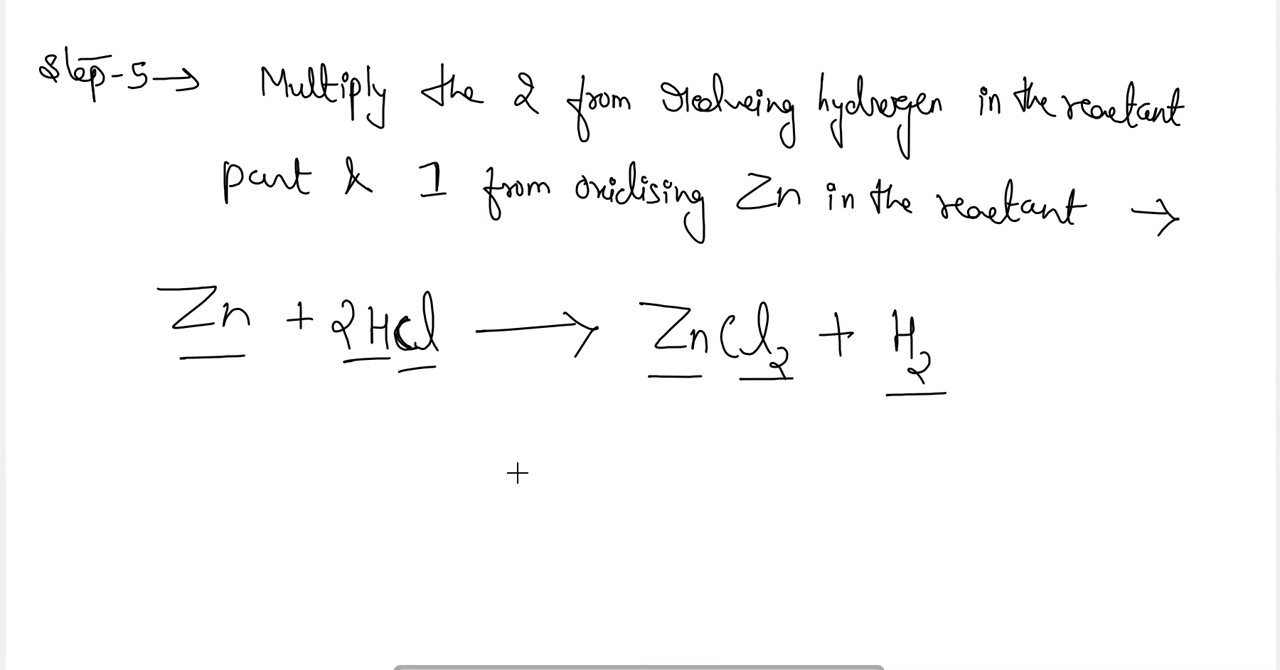 Step-5→ Multiply the 2 from reducing hydrogen in the reactant
part & 1 from oxidising Zn in the reactant →
Zn + 2HCl ⟶ ZnCl₂ + H₂
+